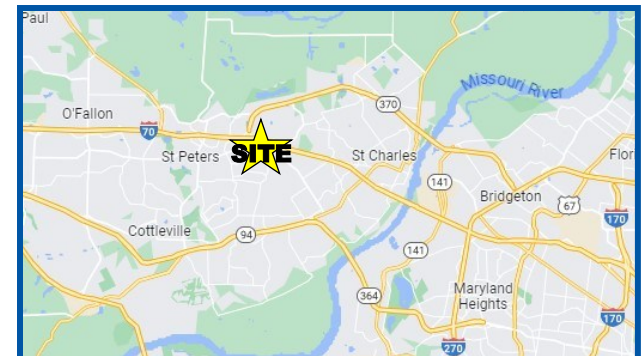 Paul
Missouri River
370
O'Fallon
70
St Peters
SITE
St Charles
Flor
141
Bridgeton
67
170
Cottleville
94
141
364
Maryland
Heights
170
270